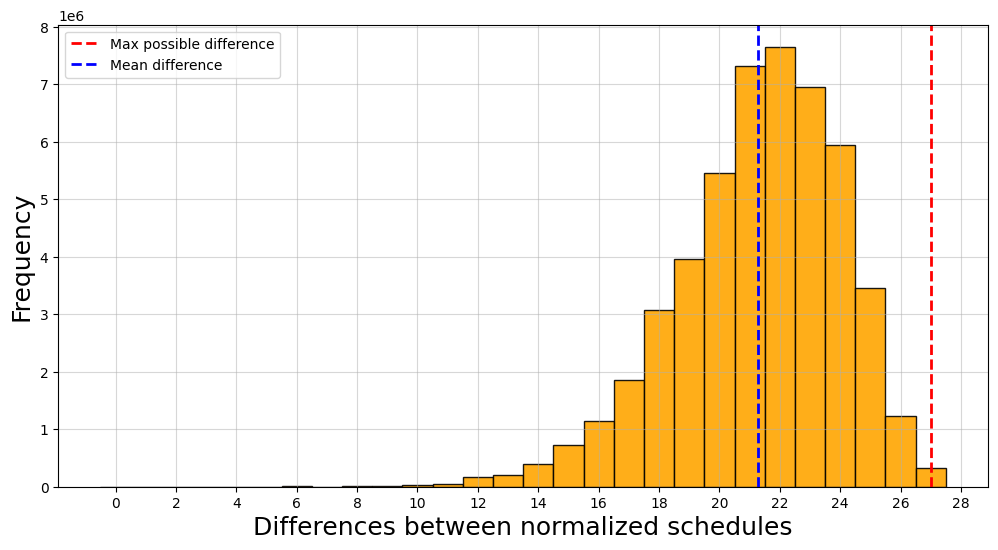 1e6
Max possible difference
Mean difference
8
7
6
5
4
3
2
1
0
Frequency
0 2 4 6 8 10 12 14 16 18 20 22 24 26 28
Differences between normalized schedules